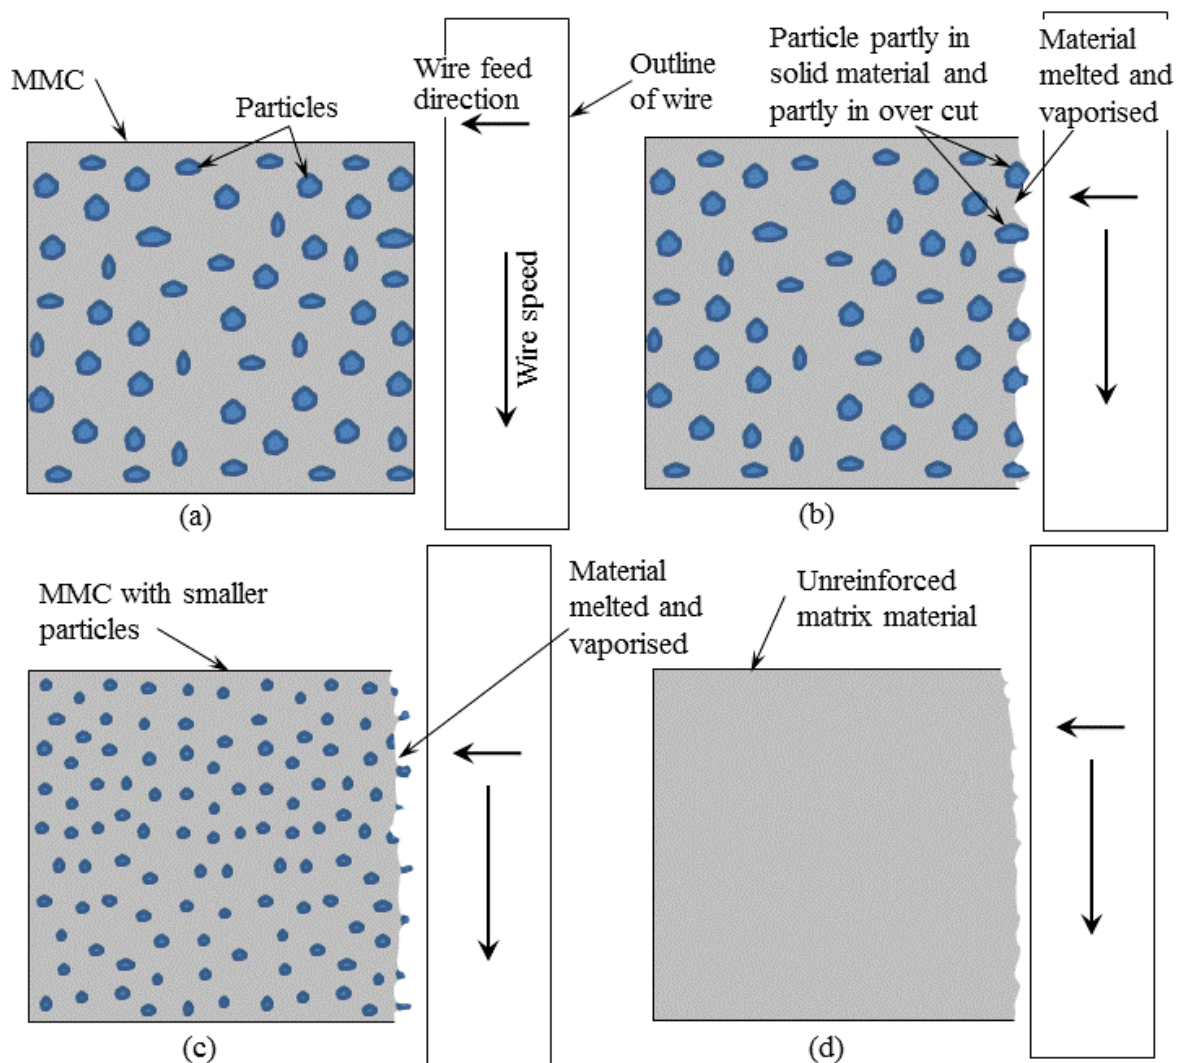 MMC
Particles
Wire feed
direction
Outline
of wire
Wire speed
(a)
Particle partly in
solid material and
partly in over cut
Material
melted and
vaporised
(b)
MMC with smaller
particles
Material
melted and
vaporised
(c)
Unreinforced
matrix material
(d)